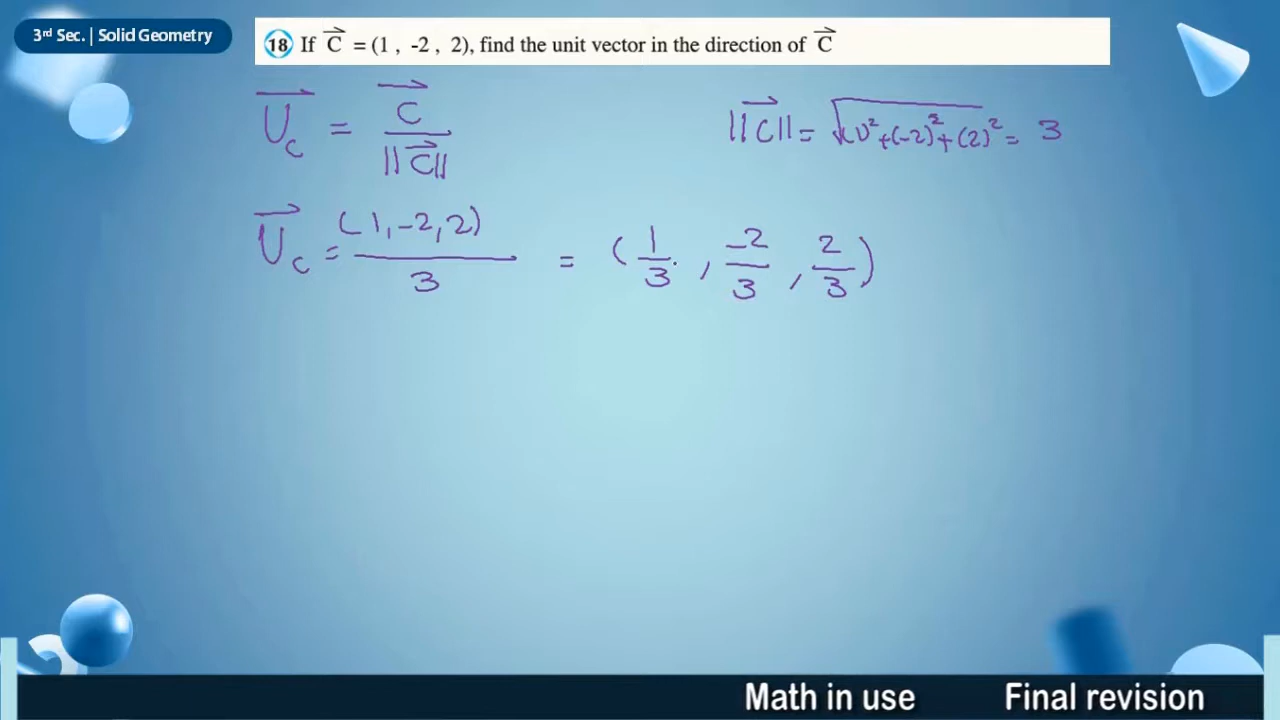 3rd Sec. | Solid Geometry
18 If C⃗ = (1 , -2 , 2), find the unit vector in the direction of C⃗
U⃗c = C⃗ / ||C⃗||
||C⃗|| = √((1)²+(-2)²+(2)²) = 3
U⃗c = (1,-2,2) / 3 = (1/3 , -2/3 , 2/3)
Math in use Final revision